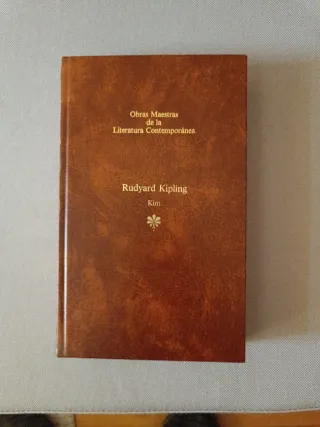 Obras Maestras
de la
Literatura Contemporánea
Rudyard Kipling
Kim